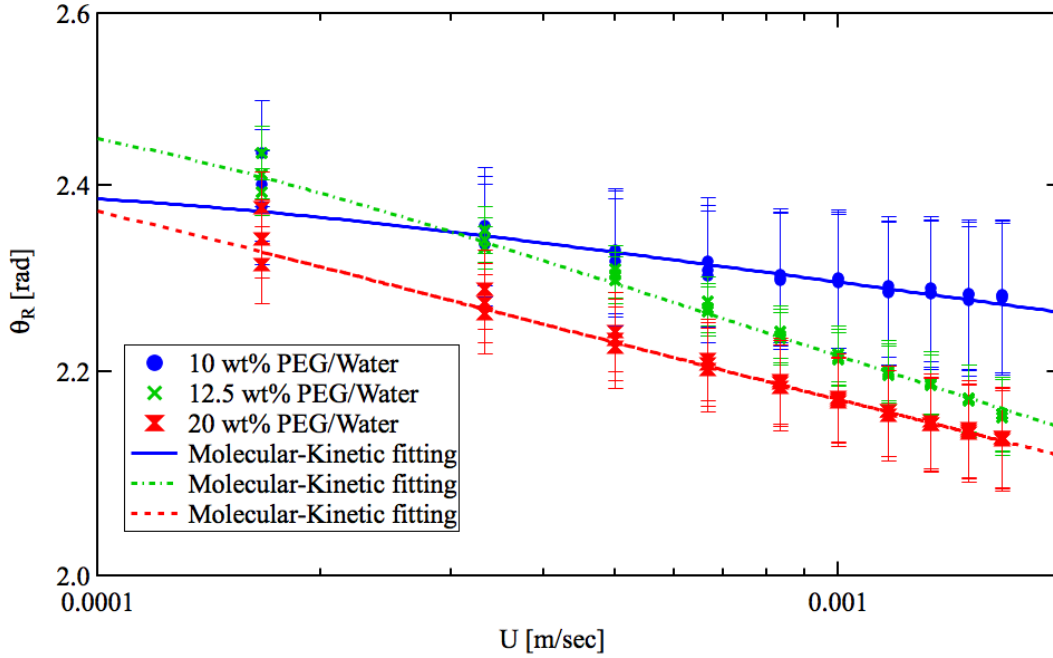 2.6
2.4
2.2
2.0
θR [rad]
10 wt% PEG/Water
12.5 wt% PEG/Water
20 wt% PEG/Water
Molecular-Kinetic fitting
Molecular-Kinetic fitting
Molecular-Kinetic fitting
0.0001
0.001
U [m/sec]